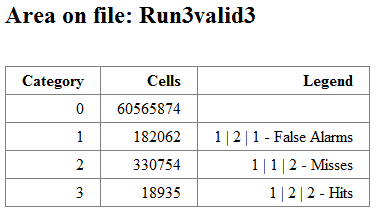 Area on file: Run3valid3
Category Cells Legend
0 60565874
1 182062 1 | 2 | 1 - False Alarms
2 330754 1 | 1 | 2 - Misses
3 18935 1 | 2 | 2 - Hits